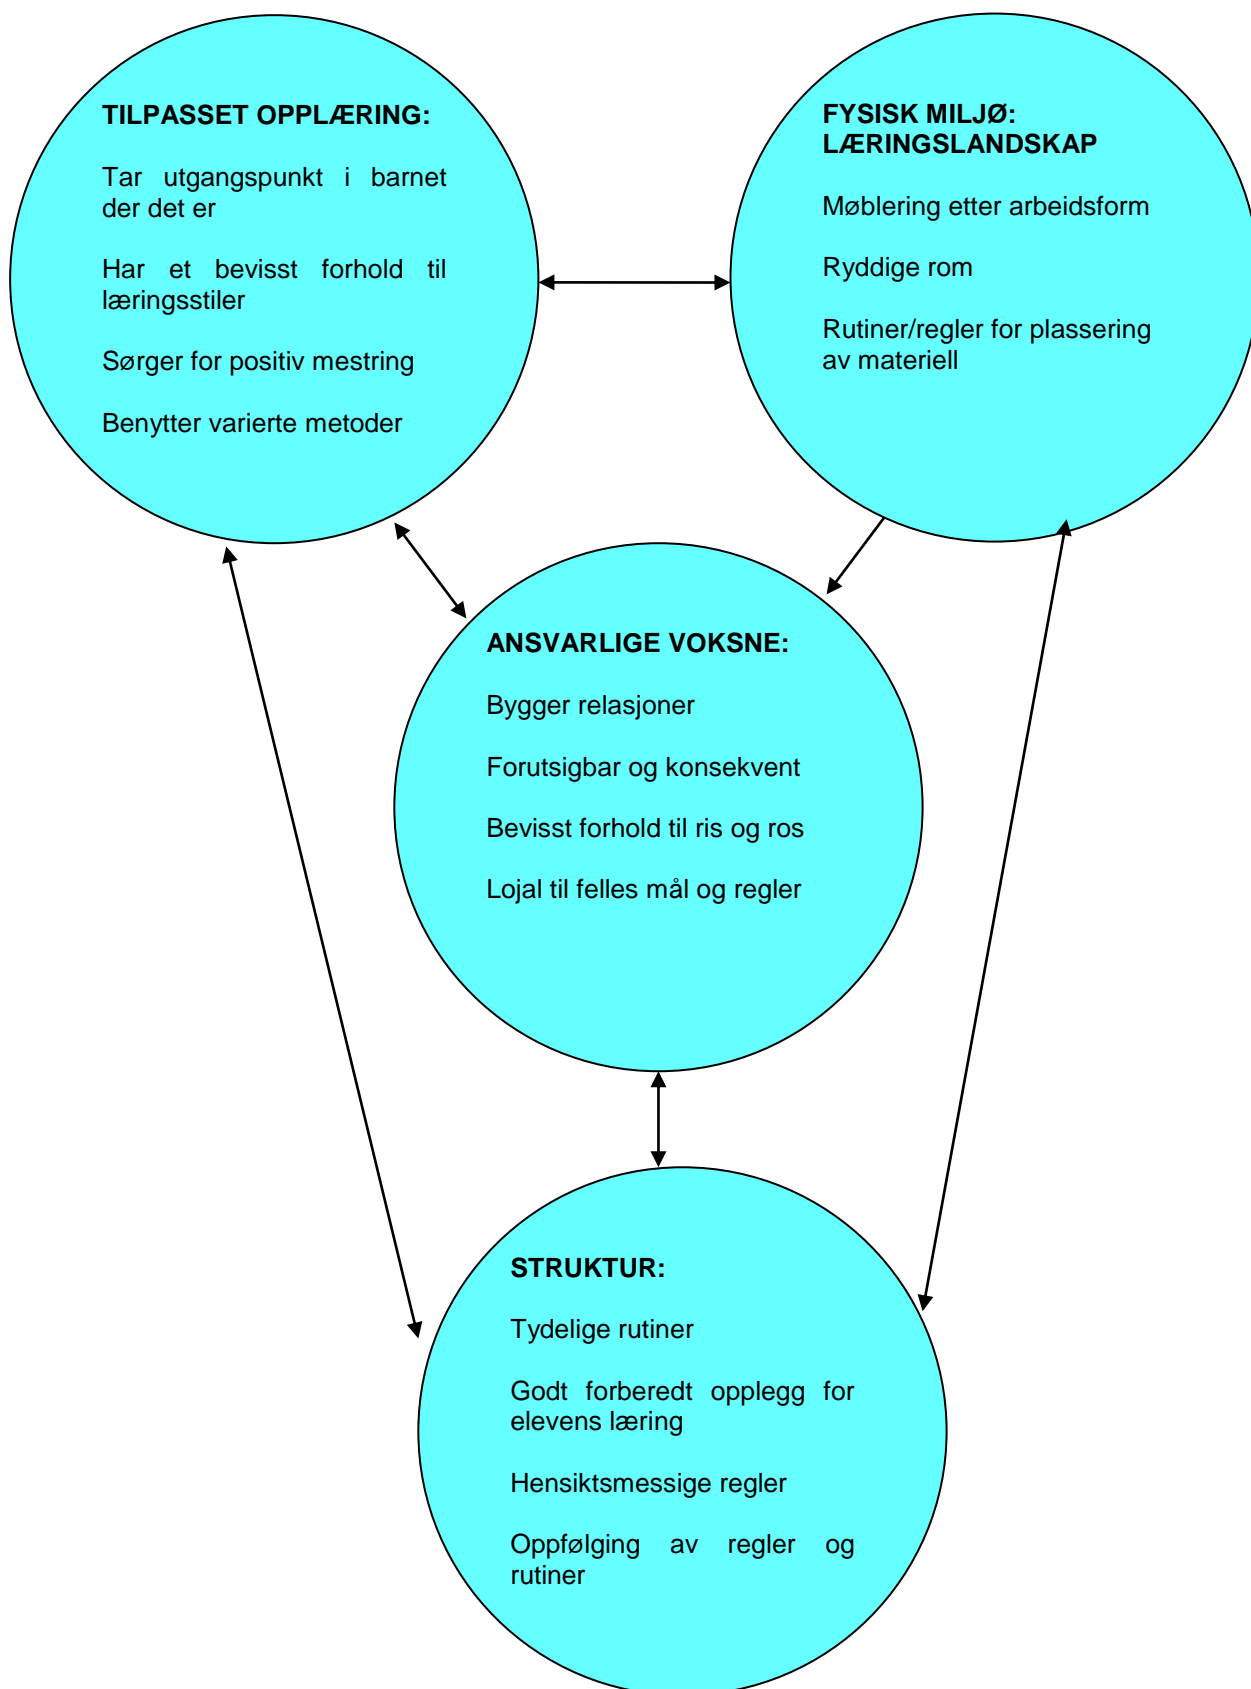 TILPASSET OPPLÆRING:
Tar utgangspunkt i barnet
der det er
Har et bevisst forhold til
læringsstiler
Sørger for positiv mestring
Benytter varierte metoder
FYSISK MILJØ:
LÆRINGSLANDSKAP
Møblering etter arbeidsform
Ryddige rom
Rutiner/regler for plassering
av materiell
ANSVARLIGE VOKSNE:
Bygger relasjoner
Forutsigbar og konsekvent
Bevisst forhold til ris og ros
Lojal til felles mål og regler
STRUKTUR:
Tydelige rutiner
Godt forberedt opplegg for
elevens læring
Hensiktsmessige regler
Oppfølging av regler og
rutiner